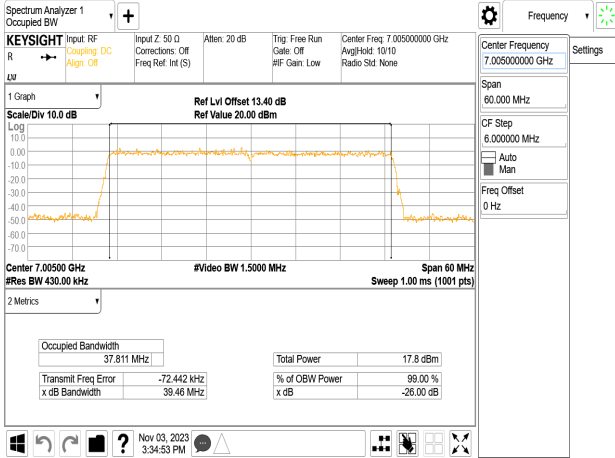 Spectrum Analyzer 1
Occupied BW
+
Frequency
KEYSIGHT
R
LXI
Input: RF
Coupling: DC
Align: Off
Input Z: 50 Ω
Corrections: Off
Freq Ref: Int (S)
Atten: 20 dB
Trig: Free Run
Gate: Off
#IF Gain: Low
Center Freq: 7.005000000 GHz
Avg|Hold: 10/10
Radio Std: None
Center Frequency
7.005000000 GHz
Settings
Span
60.000 MHz
CF Step
6.000000 MHz
Auto
Man
Freq Offset
0 Hz
1 Graph
Scale/Div 10.0 dB
Ref Lvl Offset 13.40 dB
Ref Value 20.00 dBm
Log
10.0
0.00
-10.0
-20.0
-30.0
-40.0
-50.0
-60.0
-70.0
Center 7.00500 GHz
#Video BW 1.5000 MHz
Span 60 MHz
#Res BW 430.00 kHz
Sweep 1.00 ms (1001 pts)
2 Metrics
Occupied Bandwidth
37.811 MHz
Total Power 17.8 dBm
Transmit Freq Error -72.442 kHz
% of OBW Power 99.00 %
x dB Bandwidth 39.46 MHz
x dB -26.00 dB
?
Nov 03, 2023
3:34:53 PM